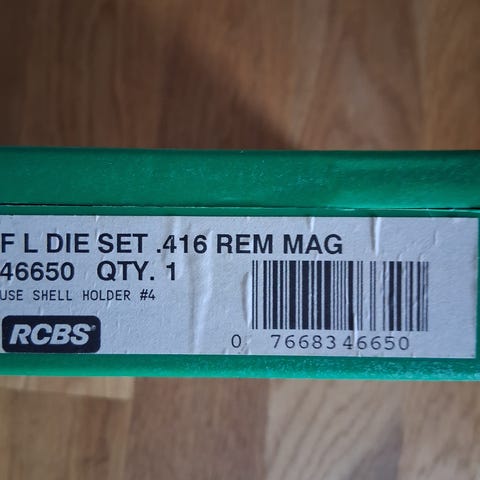 F L DIE SET .416 REM MAG
46650 QTY. 1
USE SHELL HOLDER #4
RCBS®
0 76683 46650